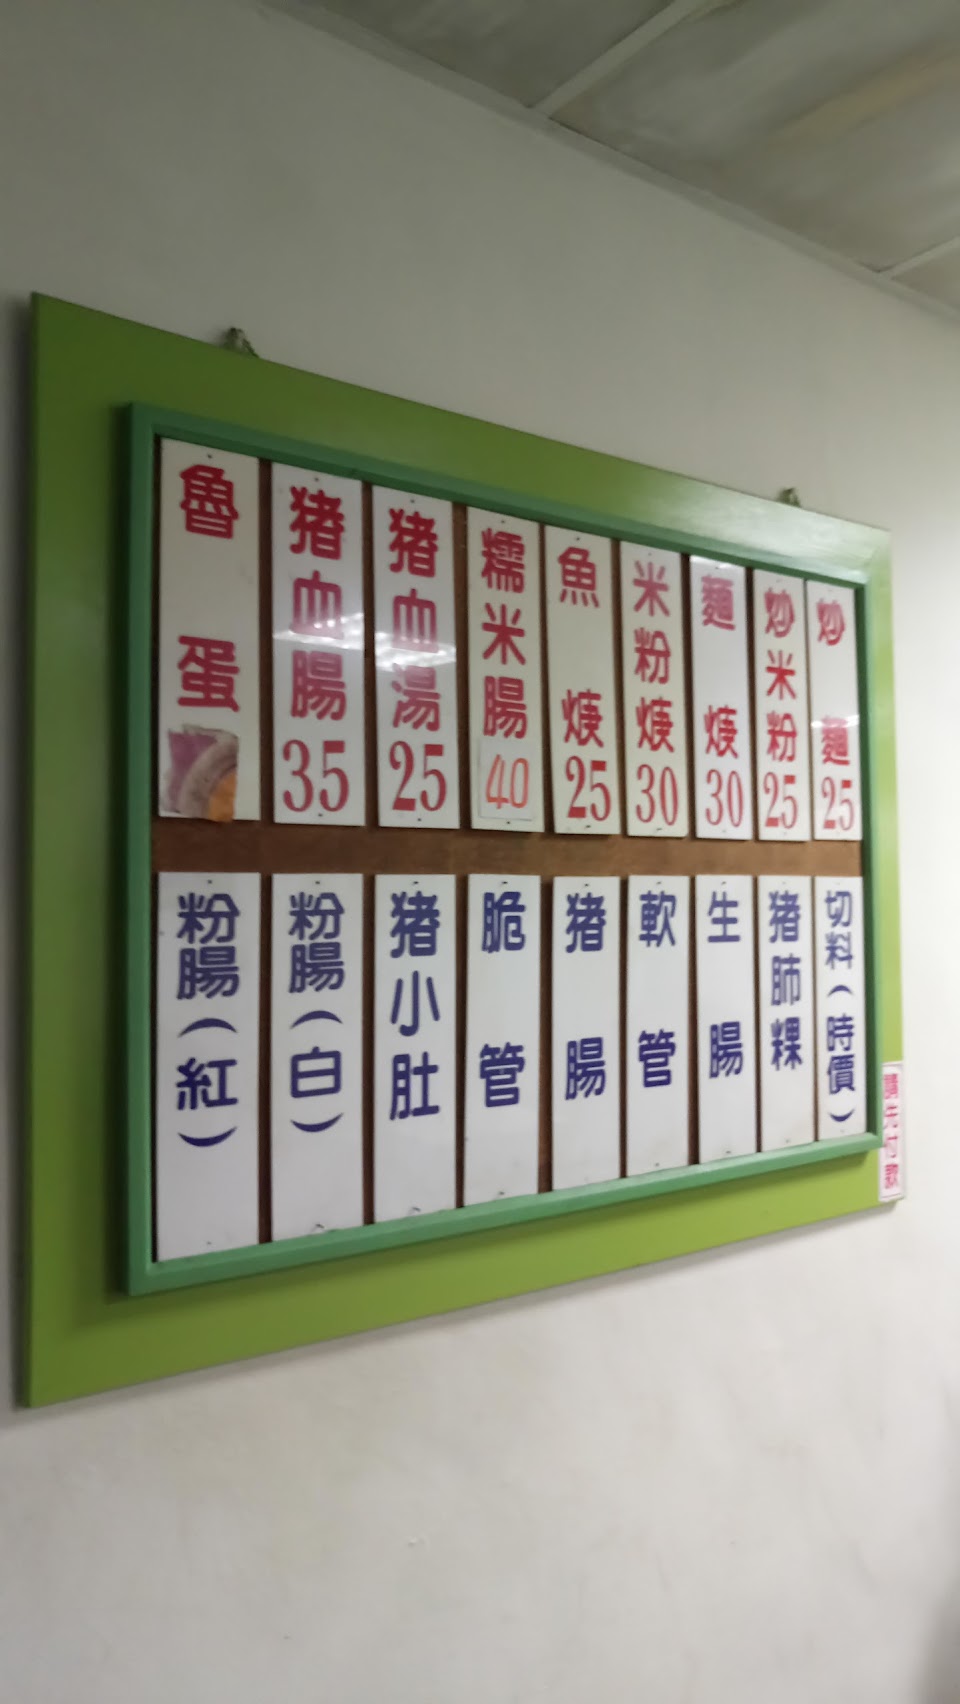 炒麵25
炒米粉25
麵焿30
米粉焿30
魚焿25
糯米腸40
猪血湯25
猪血腸35
魯蛋
切料(時價)
猪肺粿
生腸
軟管
猪腸
脆管
猪小肚
粉腸(白)
粉腸(紅)
請先付款